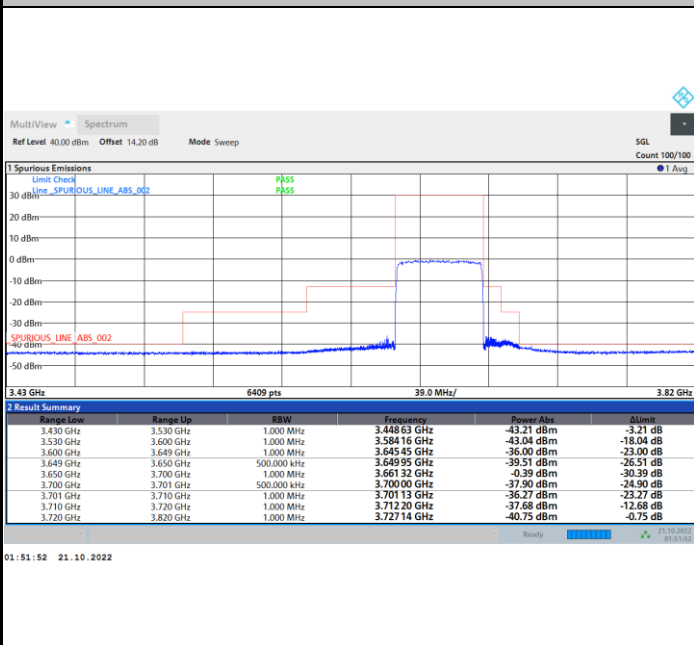 MultiView Spectrum
Ref Level 40.00 dBm Offset 14.20 dB Mode Sweep SGL
Count 100/100
1 Spurious Emissions 1 Avg
Limit Check PASS
Line _SPURIOUS_LINE_ABS_002 PASS
30 dBm
20 dBm
10 dBm
0 dBm
-10 dBm
-20 dBm
-30 dBm
SPURIOUS_LINE_ABS_002
-40 dBm
-50 dBm
3.43 GHz 6409 pts 39.0 MHz/ 3.82 GHz
2 Result Summary
Range Low Range Up RBW Frequency Power Abs ΔLimit
3.430 GHz 3.530 GHz 1.000 MHz 3.448 63 GHz -43.21 dBm -3.21 dB
3.530 GHz 3.600 GHz 1.000 MHz 3.584 16 GHz -43.04 dBm -18.04 dB
3.600 GHz 3.649 GHz 1.000 MHz 3.645 45 GHz -36.00 dBm -23.00 dB
3.649 GHz 3.650 GHz 500.000 kHz 3.649 95 GHz -39.51 dBm -26.51 dB
3.650 GHz 3.700 GHz 1.000 MHz 3.661 32 GHz -0.39 dBm -30.39 dB
3.700 GHz 3.701 GHz 500.000 kHz 3.700 00 GHz -37.90 dBm -24.90 dB
3.701 GHz 3.710 GHz 1.000 MHz 3.701 13 GHz -36.27 dBm -23.27 dB
3.710 GHz 3.720 GHz 1.000 MHz 3.712 20 GHz -37.68 dBm -12.68 dB
3.720 GHz 3.820 GHz 1.000 MHz 3.727 14 GHz -40.75 dBm -0.75 dB
Ready 21.10.2022
01:51:52
01:51:52 21.10.2022